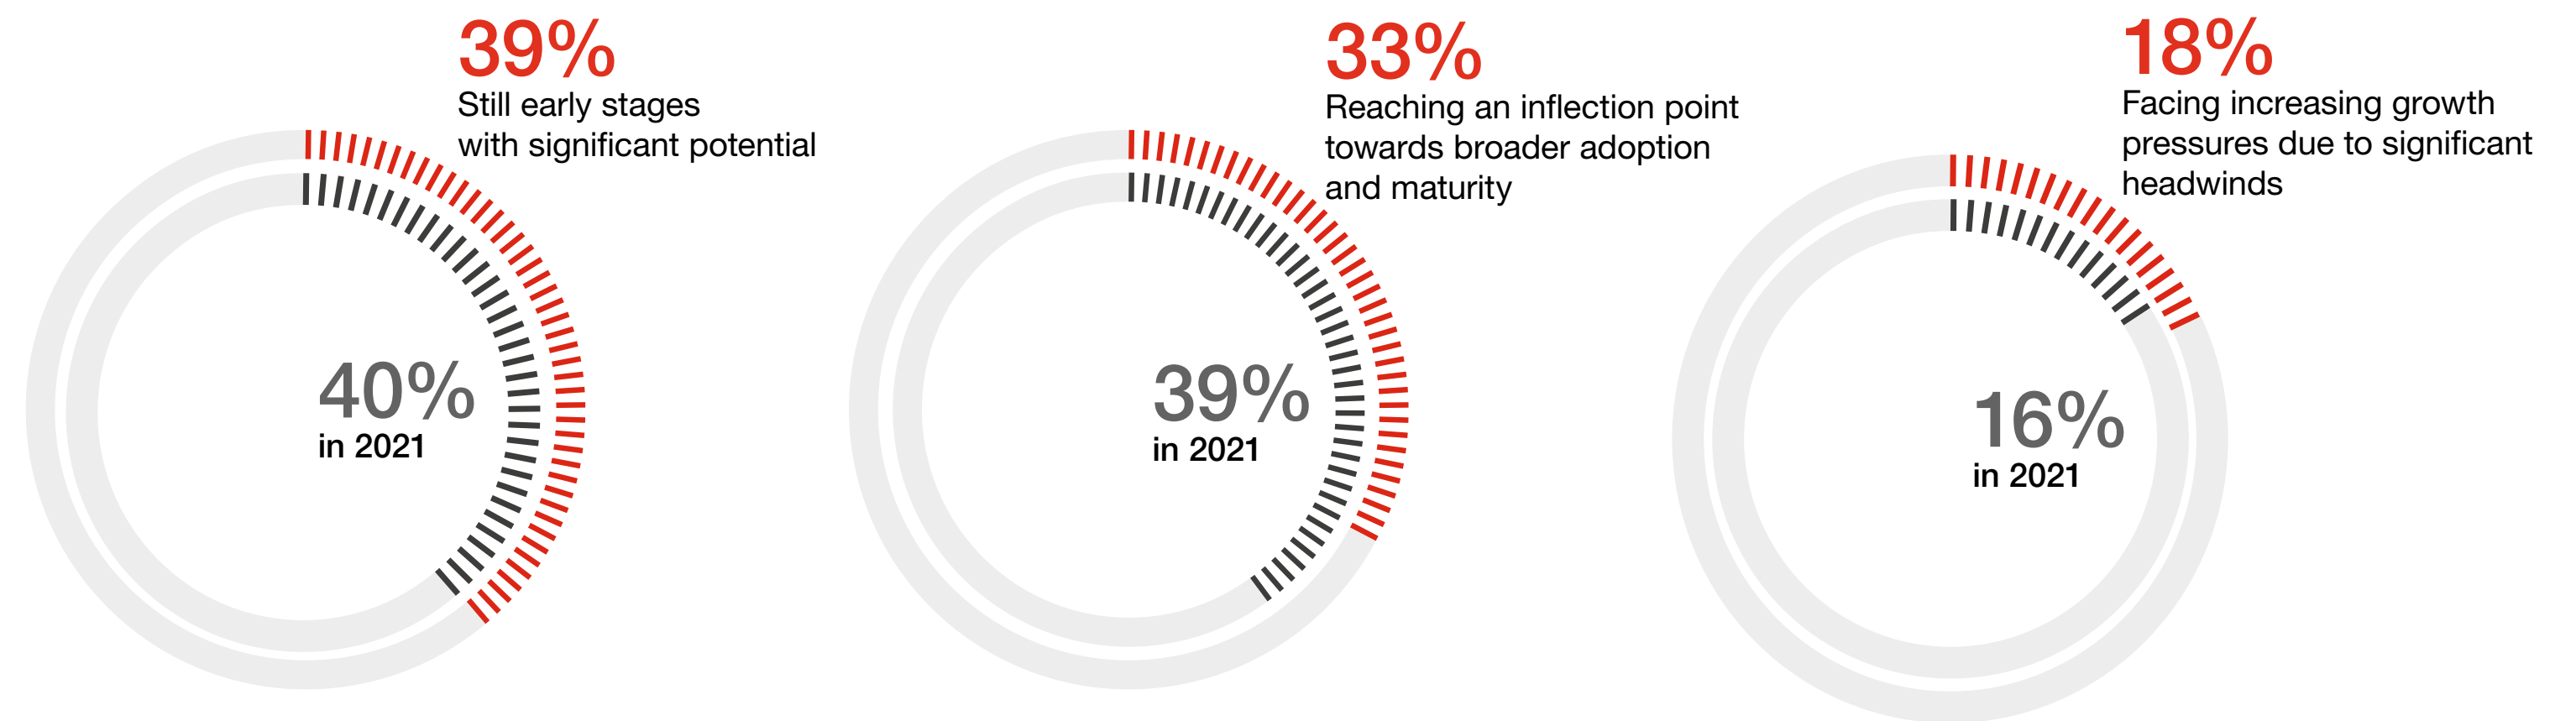 39%
Still early stages
with significant potential
40%
in 2021
33%
Reaching an inflection point
towards broader adoption
and maturity
39%
in 2021
18%
Facing increasing growth
pressures due to significant
headwinds
16%
in 2021